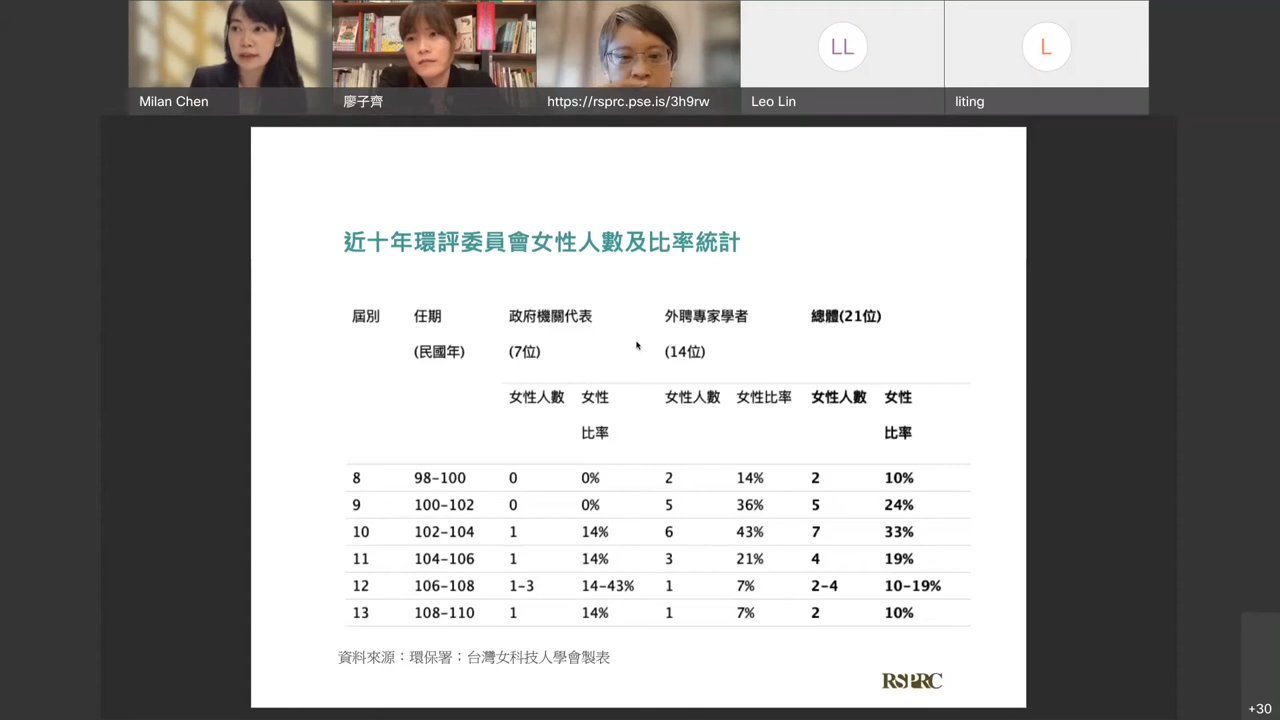 Milan Chen
廖子齊
https://rsprc.pse.is/3h9rw
LL
Leo Lin
L
liting
近十年環評委員會女性人數及比率統計
屆別 任期 政府機關代表 外聘專家學者 總體(21位)
(民國年) (7位) (14位)
女性人數 女性 女性人數 女性比率 女性人數 女性
比率 比率
8 98-100 0 0% 2 14% 2 10%
9 100-102 0 0% 5 36% 5 24%
10 102-104 1 14% 6 43% 7 33%
11 104-106 1 14% 3 21% 4 19%
12 106-108 1-3 14-43% 1 7% 2-4 10-19%
13 108-110 1 14% 1 7% 2 10%
資料來源：環保署；台灣女科技人學會製表
RSPRC
+30